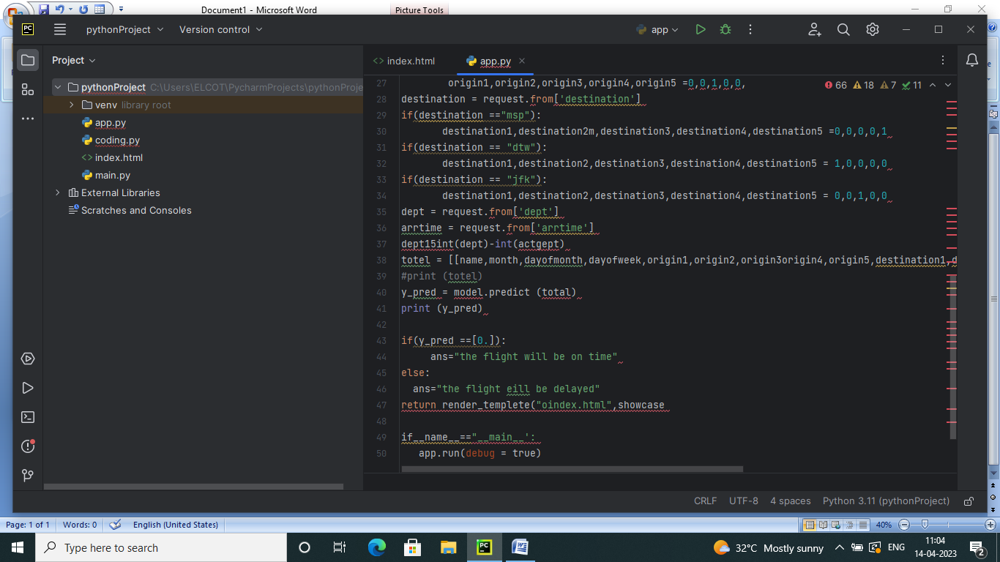 Document1 - Microsoft Word
Picture Tools
PC
pythonProject
Version control
app
Project
index.html
app.py
pythonProject C:\Users\ELCOT\PycharmProjects\pythonProje
venv library root
app.py
coding.py
index.html
main.py
External Libraries
Scratches and Consoles
66 18 7 11
27 origin1,origin2,origin3,origin4,origin5 =0,0,1,0,0,
28 destination = request.from['destination']
29 if(destination =="msp"):
30 destination1,destination2m,destination3,destination4,destination5 =0,0,0,0,1
31 if(destination == "dtw"):
32 destination1,destination2,destination3,destination4,destination5 = 1,0,0,0,0
33 if(destination == "jfk"):
34 destination1,destination2,destination3,destination4,destination5 = 0,0,1,0,0
35 dept = request.from['dept']
36 arrtime = request.from['arrtime']
37 dept15int(dept)-int(actgept)
38 totel = [[name,month,dayofmonth,dayofweek,origin1,origin2,origin3origin4,origin5,destination1,d
39 #print (totel)
40 y_pred = model.predict (total)
41 print (y_pred)
42
43 if(y_pred ==[0.]):
44 ans="the flight will be on time"
45 else:
46 ans="the flight eill be delayed"
47 return render_templete("oindex.html",showcase
48
49 if__name__=="__main__':
50 app.run(debug = true)
CRLF UTF-8 4 spaces Python 3.11 (pythonProject)
Page: 1 of 1 Words: 0 English (United States) 40%
Type here to search
PC
32°C Mostly sunny
ENG
11:04
14-04-2023
2